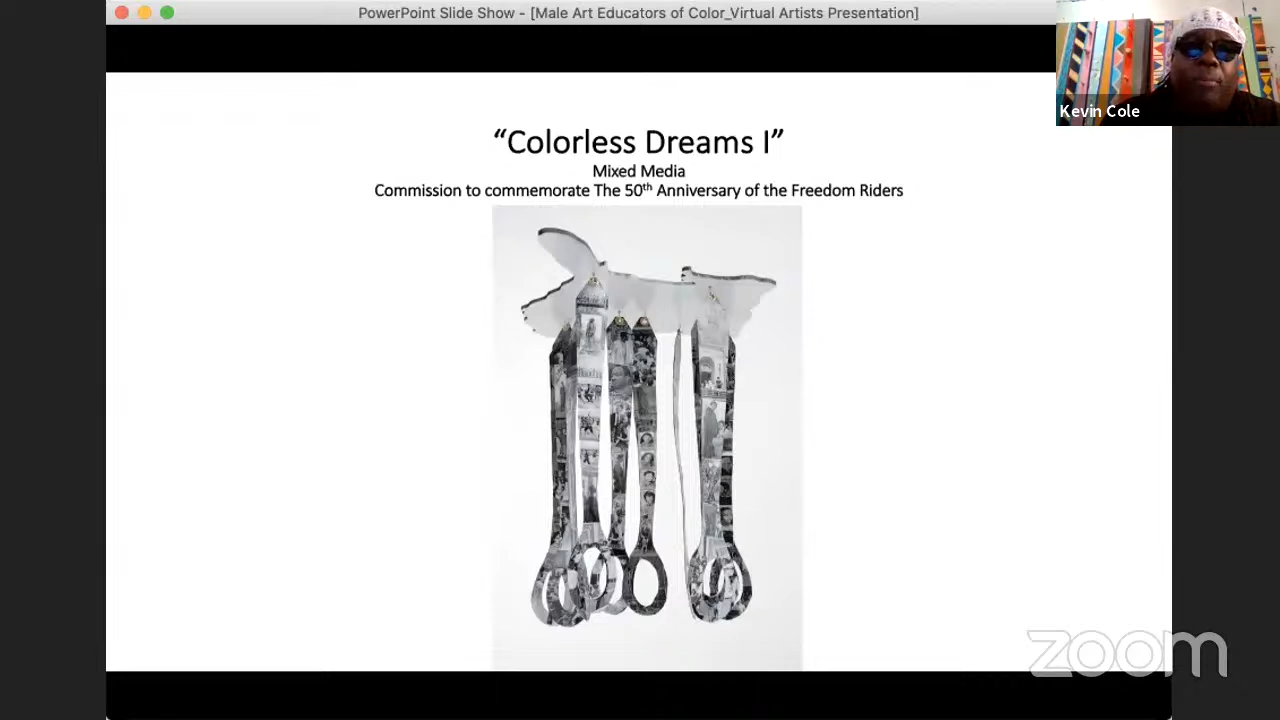 PowerPoint Slide Show - [Male Art Educators of Color_Virtual Artists Presentation]
Kevin Cole
“Colorless Dreams I”
Mixed Media
Commission to commemorate The 50th Anniversary of the Freedom Riders
zoom